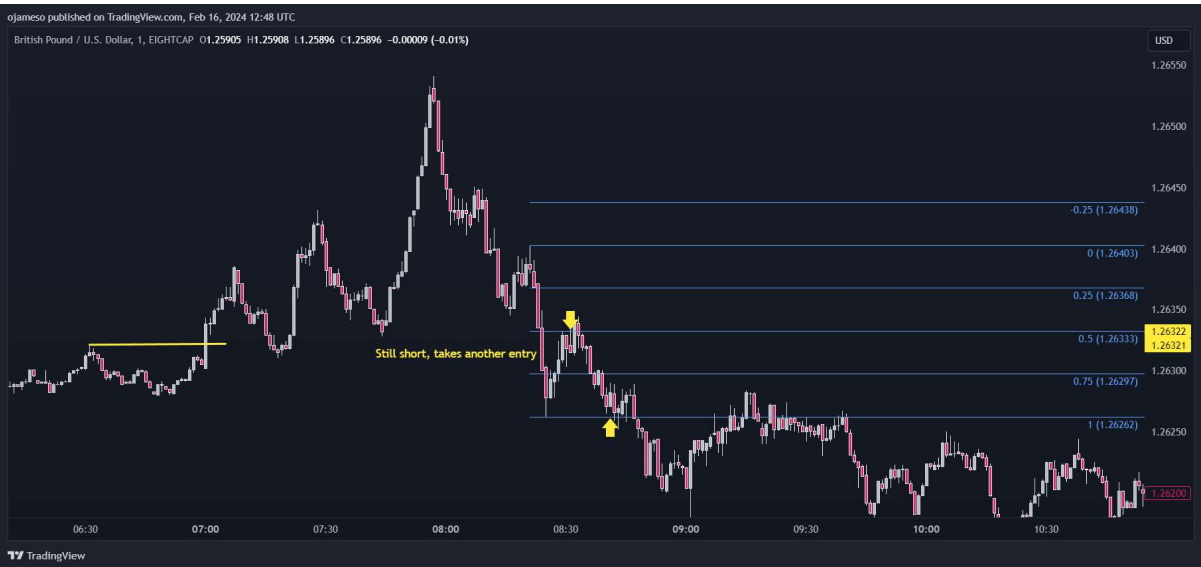 ojameso published on TradingView.com, Feb 16, 2024 12:48 UTC
British Pound / U.S. Dollar, 1, EIGHTCAP O1.25905 H1.25908 L1.25896 C1.25896 -0.00009 (-0.01%)
USD
1.26550
1.26500
1.26450
-0.25 (1.26438)
1.26400
0 (1.26403)
0.25 (1.26368)
1.26350
1.26322
0.5 (1.26333)
1.26321
Still short, takes another entry
1.26300
0.75 (1.26297)
1 (1.26262)
1.26250
1.26200
06:30 07:00 07:30 08:00 08:30 09:00 09:30 10:00 10:30
TradingView